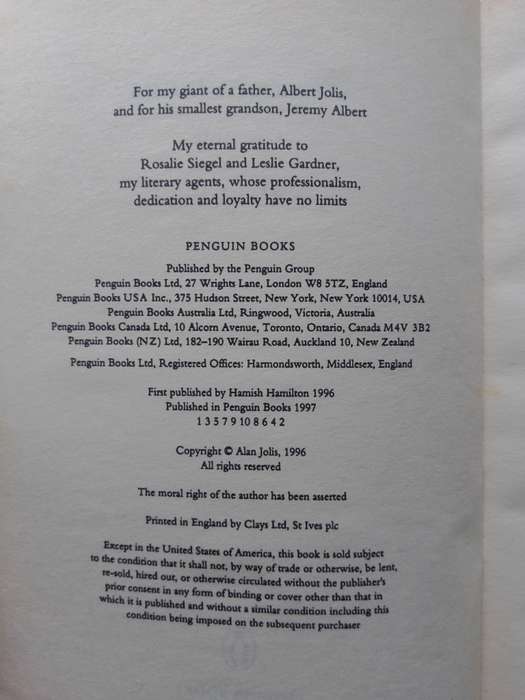 For my giant of a father, Albert Jolis,
and for his smallest grandson, Jeremy Albert
My eternal gratitude to
Rosalie Siegel and Leslie Gardner,
my literary agents, whose professionalism,
dedication and loyalty have no limits
PENGUIN BOOKS
Published by the Penguin Group
Penguin Books Ltd, 27 Wrights Lane, London W8 5TZ, England
Penguin Books USA Inc., 375 Hudson Street, New York, New York 10014, USA
Penguin Books Australia Ltd, Ringwood, Victoria, Australia
Penguin Books Canada Ltd, 10 Alcorn Avenue, Toronto, Ontario, Canada M4V 3B2
Penguin Books (NZ) Ltd, 182–190 Wairau Road, Auckland 10, New Zealand
Penguin Books Ltd, Registered Offices: Harmondsworth, Middlesex, England
First published by Hamish Hamilton 1996
Published in Penguin Books 1997
1 3 5 7 9 10 8 6 4 2
Copyright © Alan Jolis, 1996
All rights reserved
The moral right of the author has been asserted
Printed in England by Clays Ltd, St Ives plc
Except in the United States of America, this book is sold subject
to the condition that it shall not, by way of trade or otherwise, be lent,
re-sold, hired out, or otherwise circulated without the publisher's
prior consent in any form of binding or cover other than that in
which it is published and without a similar condition including this
condition being imposed on the subsequent purchaser